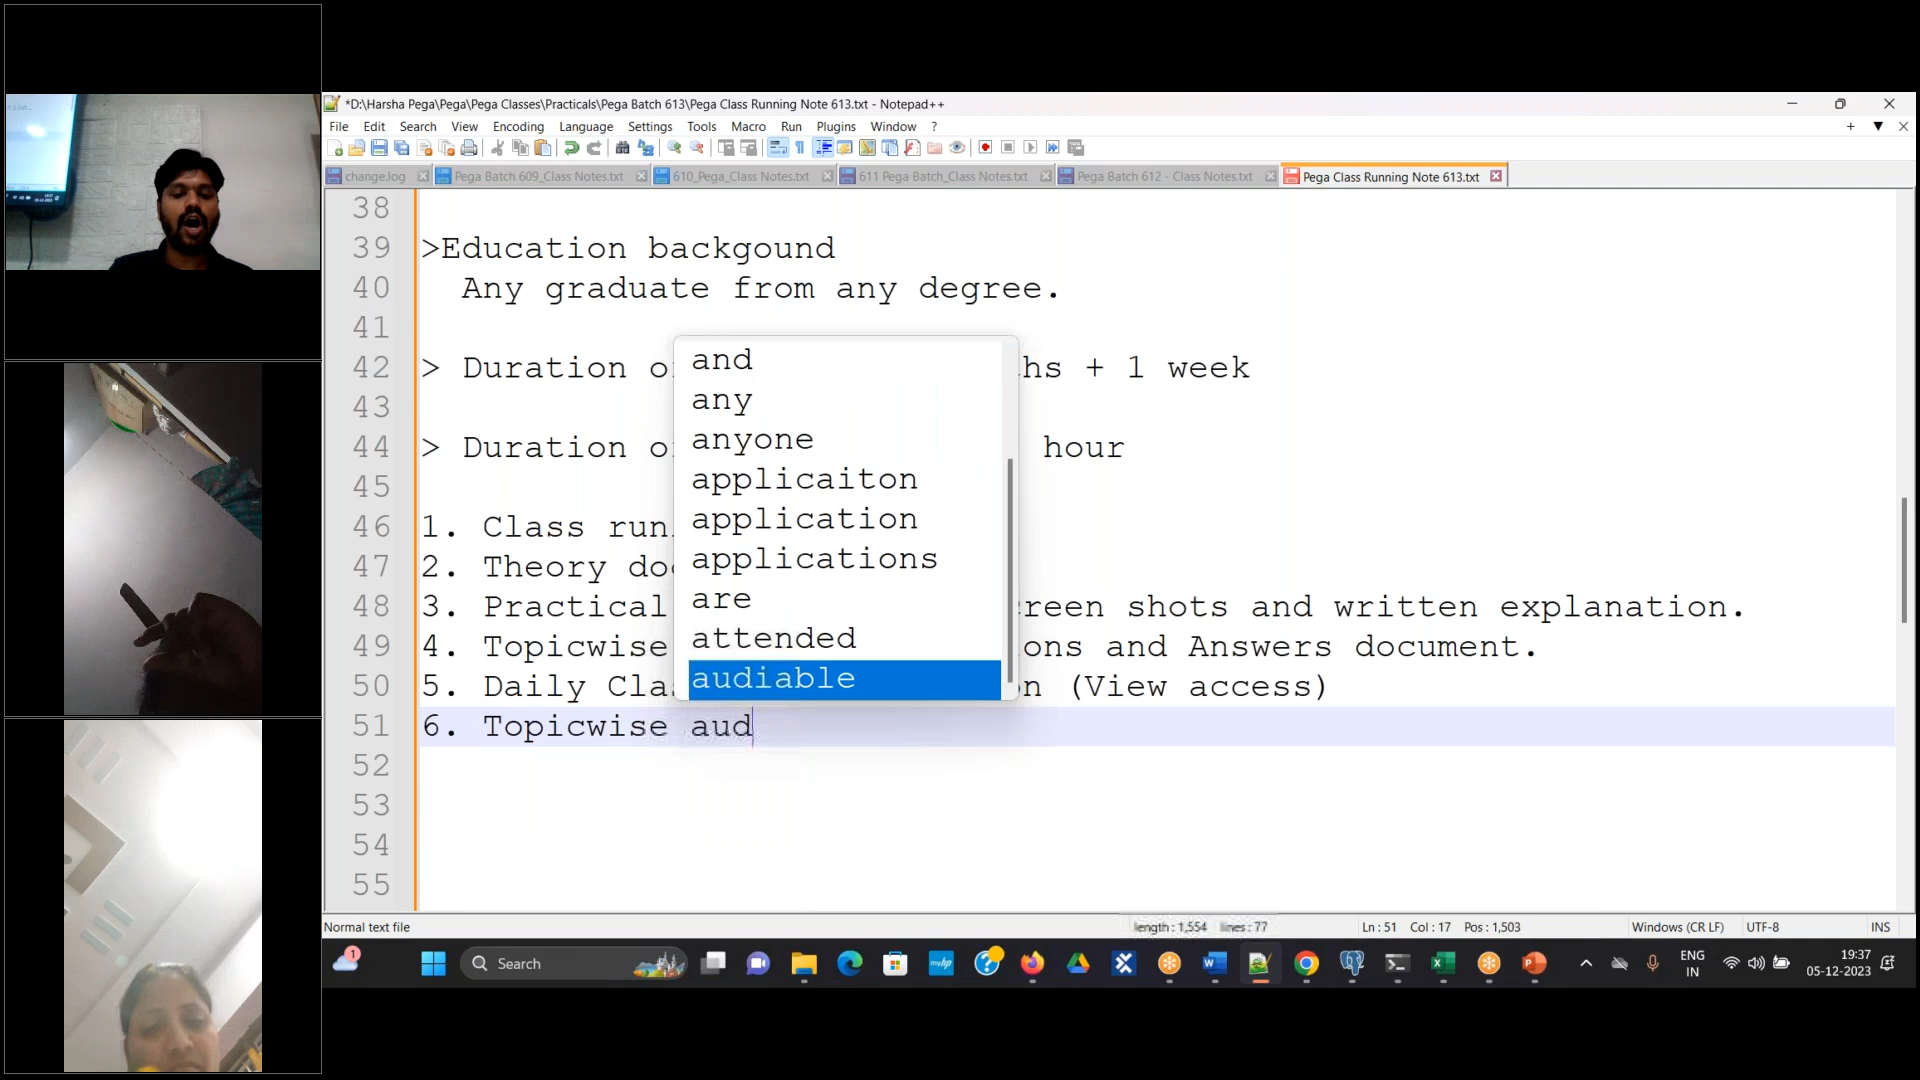 *D:\Harsha Pega\Pega\Pega Classes\Practicals\Pega Batch 613\Pega Class Running Note 613.txt - Notepad++
File Edit Search View Encoding Language Settings Tools Macro Run Plugins Window ?
change.log Pega Batch 609_Class Notes.txt 610_Pega_Class Notes.txt 611 Pega Batch_Class Notes.txt Pega Batch 612 - Class Notes.txt Pega Class Running Note 613.txt
38
39 >Education backgound
40 Any graduate from any degree.
41
42 > Duration o hs + 1 week
43
44 > Duration o hour
45
46 1. Class run
47 2. Theory do
48 3. Practical reen shots and written explanation.
49 4. Topicwise ons and Answers document.
50 5. Daily Cla n (View access)
51 6. Topicwise aud
52
53
54
55
and
any
anyone
applicaiton
application
applications
are
attended
audiable
Normal text file length : 1,554 lines : 77 Ln : 51 Col : 17 Pos : 1,503 Windows (CR LF) UTF-8 INS
1 Search ENG IN 19:37 05-12-2023